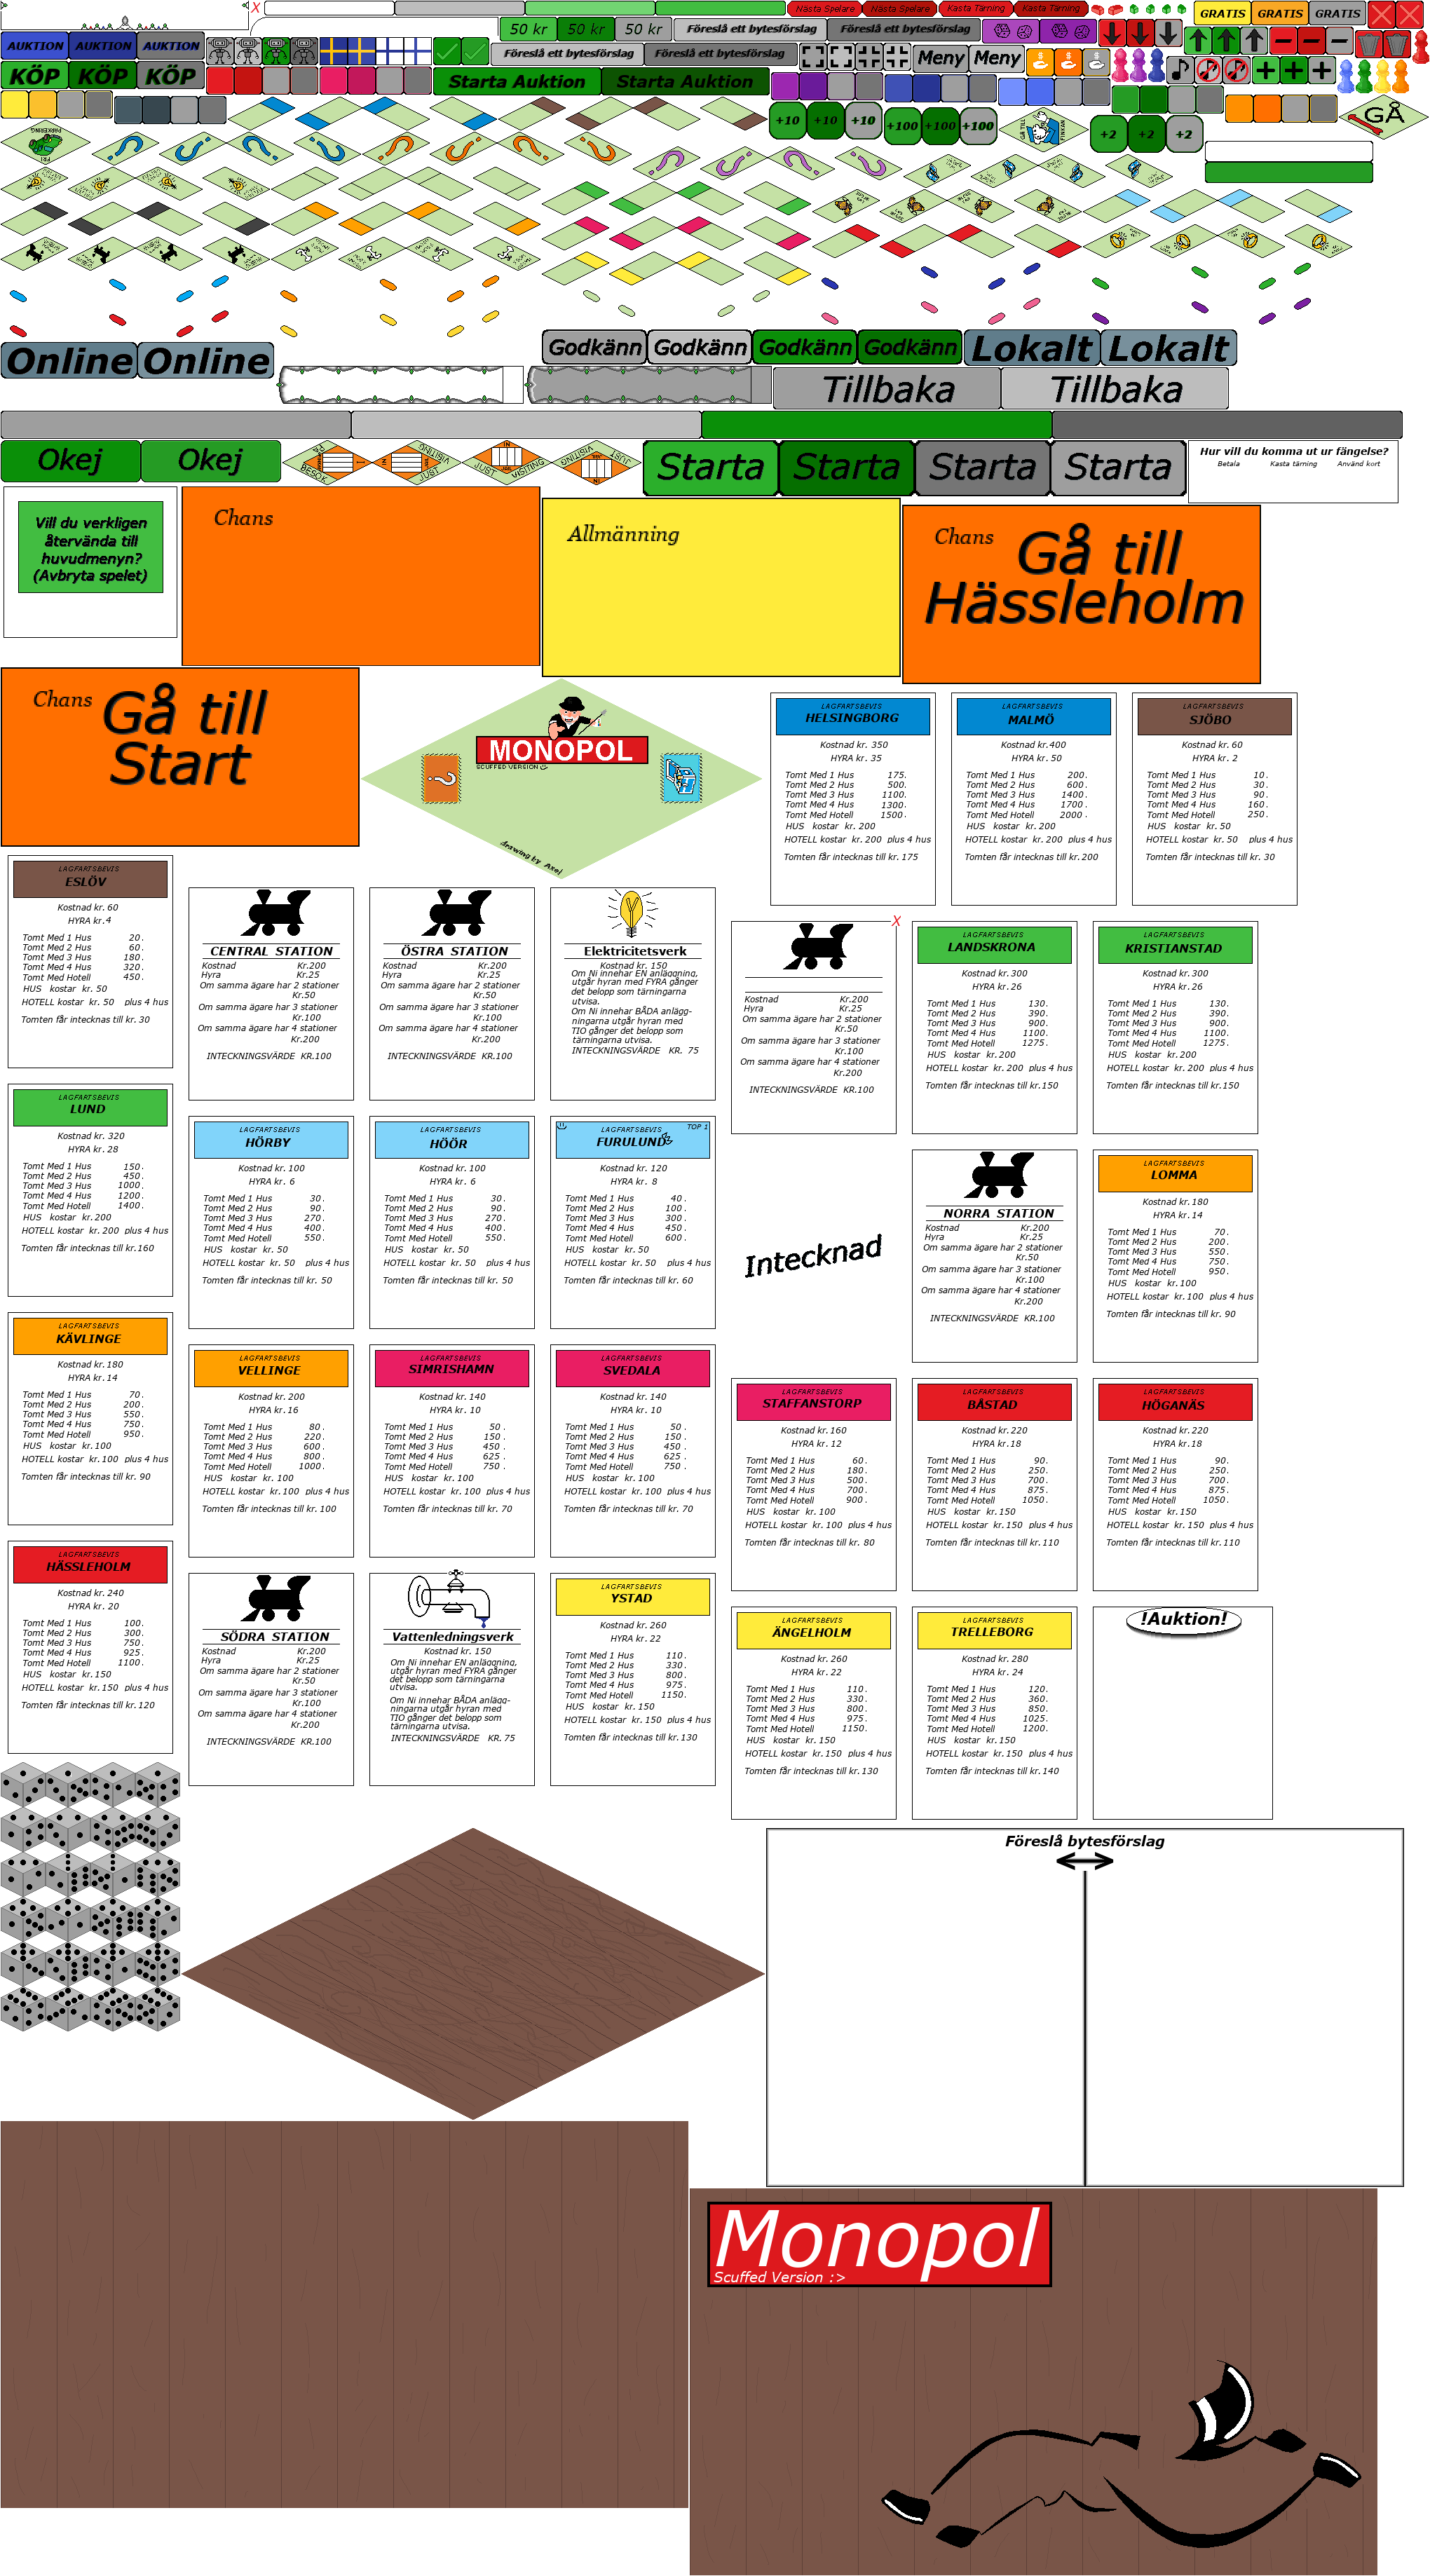 X
Nästa Spelare Nästa Spelare Kasta Tärning Kasta Tärning
GRATIS GRATIS GRATIS
50 kr 50 kr 50 kr
Föreslå ett bytesförslag Föreslå ett bytesförslag
AUKTION AUKTION AUKTION
Föreslå ett bytesförslag Föreslå ett bytesförslag
Meny Meny
KÖP KÖP KÖP
Starta Auktion Starta Auktion
+10 +10 +10
+100 +100 +100
+2 +2 +2
GÅ
FRI
PARKERING
Online Online
Godkänn Godkänn Godkänn Godkänn
Lokalt Lokalt
Tillbaka Tillbaka
Okej Okej
PÅ
BESÖK
JUST
VISITING
JUST
VISITING
JUST
VISITING
Starta Starta Starta Starta
Hur vill du komma ut ur fängelse?
Betala Kasta tärning Använd kort
Vill du verkligen
återvända till
huvudmenyn?
(Avbryta spelet)
Chans
Allmänning
Chans
Gå till
Hässleholm
Chans
Gå till
Start
MONOPOL
SCUFFED VERSION
drawing by Axel
LAGFARTSBEVIS
HELSINGBORG
Kostnad kr. 350
HYRA kr. 35
Tomt Med 1 Hus 175.
Tomt Med 2 Hus 500.
Tomt Med 3 Hus 1100.
Tomt Med 4 Hus 1300.
Tomt Med Hotell 1500.
HUS kostar kr. 200
HOTELL kostar kr. 200 plus 4 hus
Tomten får intecknas till kr. 175
LAGFARTSBEVIS
MALMÖ
Kostnad kr.400
HYRA kr. 50
Tomt Med 1 Hus 200.
Tomt Med 2 Hus 600.
Tomt Med 3 Hus 1400.
Tomt Med 4 Hus 1700.
Tomt Med Hotell 2000.
HUS kostar kr. 200
HOTELL kostar kr. 200 plus 4 hus
Tomten får intecknas till kr. 200
LAGFARTSBEVIS
SJÖBO
Kostnad kr. 60
HYRA kr. 2
Tomt Med 1 Hus 10.
Tomt Med 2 Hus 30.
Tomt Med 3 Hus 90.
Tomt Med 4 Hus 160.
Tomt Med Hotell 250.
HUS kostar kr. 50
HOTELL kostar kr. 50 plus 4 hus
Tomten får intecknas till kr. 30
LAGFARTSBEVIS
ESLÖV
Kostnad kr. 60
HYRA kr.4
Tomt Med 1 Hus 20.
Tomt Med 2 Hus 60.
Tomt Med 3 Hus 180.
Tomt Med 4 Hus 320.
Tomt Med Hotell 450.
HUS kostar kr. 50
HOTELL kostar kr. 50 plus 4 hus
Tomten får intecknas till kr. 30
CENTRAL STATION
Kostnad Kr.200
Hyra Kr.25
Om samma ägare har 2 stationer
Kr.50
Om samma ägare har 3 stationer
Kr.100
Om samma ägare har 4 stationer
Kr.200
INTECKNINGSVÄRDE KR.100
ÖSTRA STATION
Kostnad Kr.200
Hyra Kr.25
Om samma ägare har 2 stationer
Kr.50
Om samma ägare har 3 stationer
Kr.100
Om samma ägare har 4 stationer
Kr.200
INTECKNINGSVÄRDE KR.100
Elektricitetsverk
Kostnad kr. 150
Om Ni innehar EN anläggning,
utgår hyran med FYRA gånger
det belopp som tärningarna
utvisa.
Om Ni innehar BÅDA anlägg-
ningarna utgår hyran med
TIO gånger det belopp som
tärningarna utvisa.
INTECKNINGSVÄRDE KR. 75
X
Kostnad Kr.200
Hyra Kr.25
Om samma ägare har 2 stationer
Kr.50
Om samma ägare har 3 stationer
Kr.100
Om samma ägare har 4 stationer
Kr.200
INTECKNINGSVÄRDE KR.100
LAGFARTSBEVIS
LANDSKRONA
Kostnad kr.300
HYRA kr. 26
Tomt Med 1 Hus 130.
Tomt Med 2 Hus 390.
Tomt Med 3 Hus 900.
Tomt Med 4 Hus 1100.
Tomt Med Hotell 1275.
HUS kostar kr.200
HOTELL kostar kr. 200 plus 4 hus
Tomten får intecknas till kr.150
LAGFARTSBEVIS
KRISTIANSTAD
Kostnad kr.300
HYRA kr. 26
Tomt Med 1 Hus 130.
Tomt Med 2 Hus 390.
Tomt Med 3 Hus 900.
Tomt Med 4 Hus 1100.
Tomt Med Hotell 1275.
HUS kostar kr.200
HOTELL kostar kr. 200 plus 4 hus
Tomten får intecknas till kr.150
LAGFARTSBEVIS
LUND
Kostnad kr. 320
HYRA kr. 28
Tomt Med 1 Hus 150.
Tomt Med 2 Hus 450.
Tomt Med 3 Hus 1000.
Tomt Med 4 Hus 1200.
Tomt Med Hotell 1400.
HUS kostar kr.200
HOTELL kostar kr. 200 plus 4 hus
Tomten får intecknas till kr.160
LAGFARTSBEVIS
HÖRBY
Kostnad kr. 100
HYRA kr. 6
Tomt Med 1 Hus 30.
Tomt Med 2 Hus 90.
Tomt Med 3 Hus 270.
Tomt Med 4 Hus 400.
Tomt Med Hotell 550.
HUS kostar kr. 50
HOTELL kostar kr. 50 plus 4 hus
Tomten får intecknas till kr. 50
LAGFARTSBEVIS
HÖÖR
Kostnad kr. 100
HYRA kr. 6
Tomt Med 1 Hus 30.
Tomt Med 2 Hus 90.
Tomt Med 3 Hus 270.
Tomt Med 4 Hus 400.
Tomt Med Hotell 550.
HUS kostar kr. 50
HOTELL kostar kr. 50 plus 4 hus
Tomten får intecknas till kr. 50
LAGFARTSBEVIS TOP 1
FURULUND
Kostnad kr. 120
HYRA kr. 8
Tomt Med 1 Hus 40.
Tomt Med 2 Hus 100.
Tomt Med 3 Hus 300.
Tomt Med 4 Hus 450.
Tomt Med Hotell 600.
HUS kostar kr. 50
HOTELL kostar kr. 50 plus 4 hus
Tomten får intecknas till kr. 60
Intecknad
NORRA STATION
Kostnad Kr.200
Hyra Kr.25
Om samma ägare har 2 stationer
Kr.50
Om samma ägare har 3 stationer
Kr.100
Om samma ägare har 4 stationer
Kr.200
INTECKNINGSVÄRDE KR.100
LAGFARTSBEVIS
LOMMA
Kostnad kr.180
HYRA kr.14
Tomt Med 1 Hus 70.
Tomt Med 2 Hus 200.
Tomt Med 3 Hus 550.
Tomt Med 4 Hus 750.
Tomt Med Hotell 950.
HUS kostar kr.100
HOTELL kostar kr.100 plus 4 hus
Tomten får intecknas till kr. 90
LAGFARTSBEVIS
KÄVLINGE
Kostnad kr.180
HYRA kr.14
Tomt Med 1 Hus 70.
Tomt Med 2 Hus 200.
Tomt Med 3 Hus 550.
Tomt Med 4 Hus 750.
Tomt Med Hotell 950.
HUS kostar kr.100
HOTELL kostar kr.100 plus 4 hus
Tomten får intecknas till kr. 90
LAGFARTSBEVIS
VELLINGE
Kostnad kr. 200
HYRA kr.16
Tomt Med 1 Hus 80.
Tomt Med 2 Hus 220.
Tomt Med 3 Hus 600.
Tomt Med 4 Hus 800.
Tomt Med Hotell 1000.
HUS kostar kr. 100
HOTELL kostar kr.100 plus 4 hus
Tomten får intecknas till kr. 100
LAGFARTSBEVIS
SIMRISHAMN
Kostnad kr. 140
HYRA kr. 10
Tomt Med 1 Hus 50.
Tomt Med 2 Hus 150.
Tomt Med 3 Hus 450.
Tomt Med 4 Hus 625.
Tomt Med Hotell 750.
HUS kostar kr.100
HOTELL kostar kr.100 plus 4 hus
Tomten får intecknas till kr. 70
LAGFARTSBEVIS
SVEDALA
Kostnad kr.140
HYRA kr. 10
Tomt Med 1 Hus 50.
Tomt Med 2 Hus 150.
Tomt Med 3 Hus 450.
Tomt Med 4 Hus 625.
Tomt Med Hotell 750.
HUS kostar kr.100
HOTELL kostar kr.100 plus 4 hus
Tomten får intecknas till kr. 70
LAGFARTSBEVIS
STAFFANSTORP
Kostnad kr.160
HYRA kr. 12
Tomt Med 1 Hus 60.
Tomt Med 2 Hus 180.
Tomt Med 3 Hus 500.
Tomt Med 4 Hus 700.
Tomt Med Hotell 900.
HUS kostar kr. 100
HOTELL kostar kr. 100 plus 4 hus
Tomten får intecknas till kr. 80
LAGFARTSBEVIS
BÅSTAD
Kostnad kr.220
HYRA kr.18
Tomt Med 1 Hus 90.
Tomt Med 2 Hus 250.
Tomt Med 3 Hus 700.
Tomt Med 4 Hus 875.
Tomt Med Hotell 1050.
HUS kostar kr.150
HOTELL kostar kr.150 plus 4 hus
Tomten får intecknas till kr.110
LAGFARTSBEVIS
HÖGANÄS
Kostnad kr.220
HYRA kr.18
Tomt Med 1 Hus 90.
Tomt Med 2 Hus 250.
Tomt Med 3 Hus 700.
Tomt Med 4 Hus 875.
Tomt Med Hotell 1050.
HUS kostar kr.150
HOTELL kostar kr.150 plus 4 hus
Tomten får intecknas till kr.110
LAGFARTSBEVIS
HÄSSLEHOLM
Kostnad kr. 240
HYRA kr. 20
Tomt Med 1 Hus 100.
Tomt Med 2 Hus 300.
Tomt Med 3 Hus 750.
Tomt Med 4 Hus 925.
Tomt Med Hotell 1100.
HUS kostar kr.150
HOTELL kostar kr.150 plus 4 hus
Tomten får intecknas till kr.120
SÖDRA STATION
Kostnad Kr.200
Hyra Kr.25
Om samma ägare har 2 stationer
Kr.50
Om samma ägare har 3 stationer
Kr.100
Om samma ägare har 4 stationer
Kr.200
INTECKNINGSVÄRDE KR.100
Vattenledningsverk
Kostnad kr. 150
Om Ni innehar EN anläggning,
utgår hyran med FYRA gånger
det belopp som tärningarna
utvisa.
Om Ni innehar BÅDA anlägg-
ningarna utgår hyran med
TIO gånger det belopp som
tärningarna utvisa.
INTECKNINGSVÄRDE KR. 75
LAGFARTSBEVIS
YSTAD
Kostnad kr. 260
HYRA kr. 22
Tomt Med 1 Hus 110.
Tomt Med 2 Hus 330.
Tomt Med 3 Hus 800.
Tomt Med 4 Hus 975.
Tomt Med Hotell 1150.
HUS kostar kr.150
HOTELL kostar kr. 150 plus 4 hus
Tomten får intecknas till kr.130
LAGFARTSBEVIS
ÄNGELHOLM
Kostnad kr. 260
HYRA kr. 22
Tomt Med 1 Hus 110.
Tomt Med 2 Hus 330.
Tomt Med 3 Hus 800.
Tomt Med 4 Hus 975.
Tomt Med Hotell 1150.
HUS kostar kr. 150
HOTELL kostar kr.150 plus 4 hus
Tomten får intecknas till kr.130
LAGFARTSBEVIS
TRELLEBORG
Kostnad kr. 280
HYRA kr. 24
Tomt Med 1 Hus 120.
Tomt Med 2 Hus 360.
Tomt Med 3 Hus 850.
Tomt Med 4 Hus 1025.
Tomt Med Hotell 1200.
HUS kostar kr.150
HOTELL kostar kr.150 plus 4 hus
Tomten får intecknas till kr.140
!Auktion!
Föreslå bytesförslag
Monopol
Scuffed Version :>